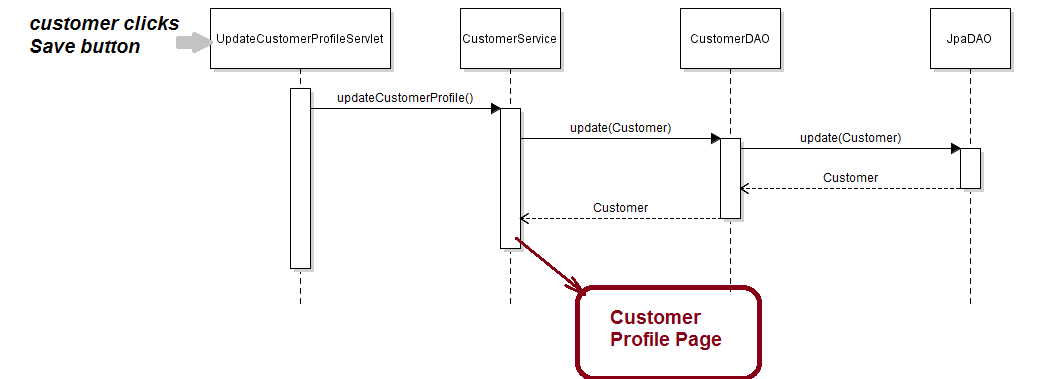 customer clicks
Save button
UpdateCustomerProfileServlet
CustomerService
CustomerDAO
JpaDAO
updateCustomerProfile()
update(Customer)
update(Customer)
Customer
Customer
Customer
Profile Page